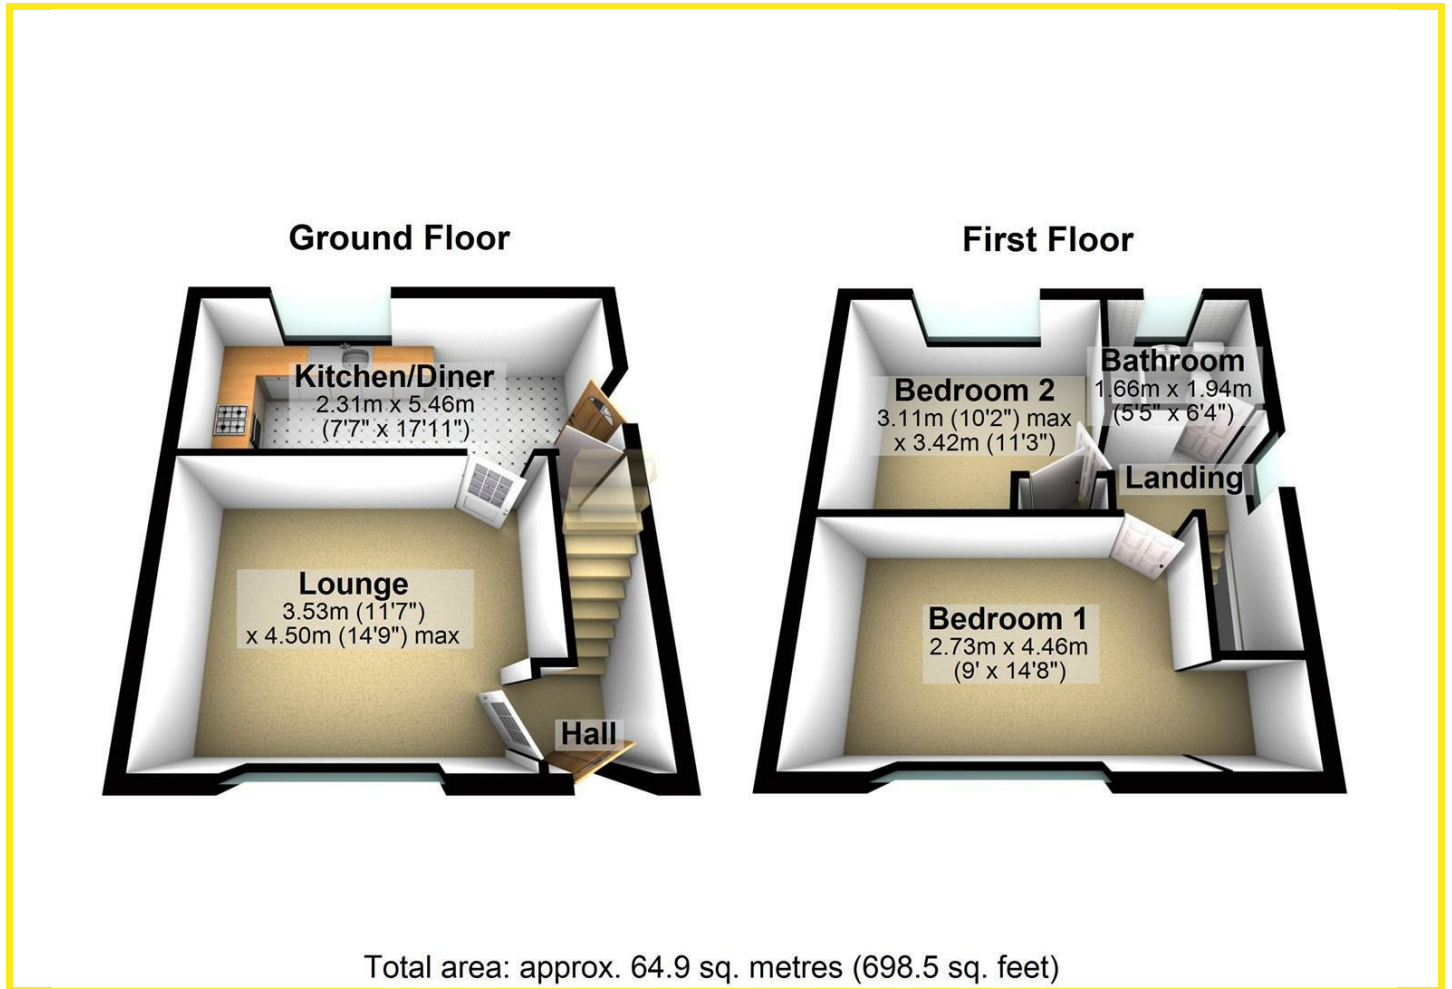 Ground Floor
Kitchen/Diner
2.31m x 5.46m
(7'7" x 17'11")
Lounge
3.53m (11'7")
x 4.50m (14'9") max
Hall
First Floor
Bedroom 2
3.11m (10'2") max
x 3.42m (11'3")
Bathroom
1.66m x 1.94m
(5'5" x 6'4")
Landing
Bedroom 1
2.73m x 4.46m
(9' x 14'8")
Total area: approx. 64.9 sq. metres (698.5 sq. feet)